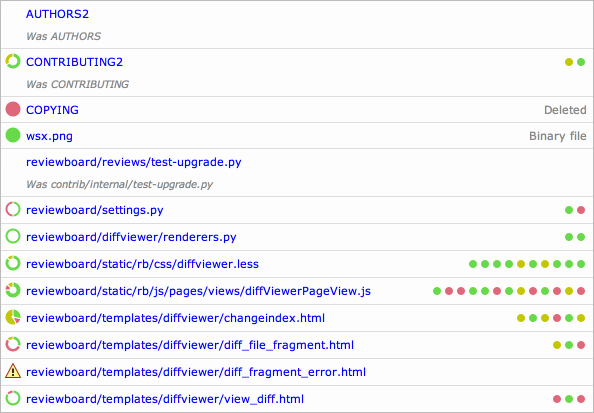 AUTHORS2
Was AUTHORS
CONTRIBUTING2
Was CONTRIBUTING
COPYING Deleted
wsx.png Binary file
reviewboard/reviews/test-upgrade.py
Was contrib/internal/test-upgrade.py
reviewboard/settings.py
reviewboard/diffviewer/renderers.py
reviewboard/static/rb/css/diffviewer.less
reviewboard/static/rb/js/pages/views/diffViewerPageView.js
reviewboard/templates/diffviewer/changeindex.html
reviewboard/templates/diffviewer/diff_file_fragment.html
reviewboard/templates/diffviewer/diff_fragment_error.html
reviewboard/templates/diffviewer/view_diff.html